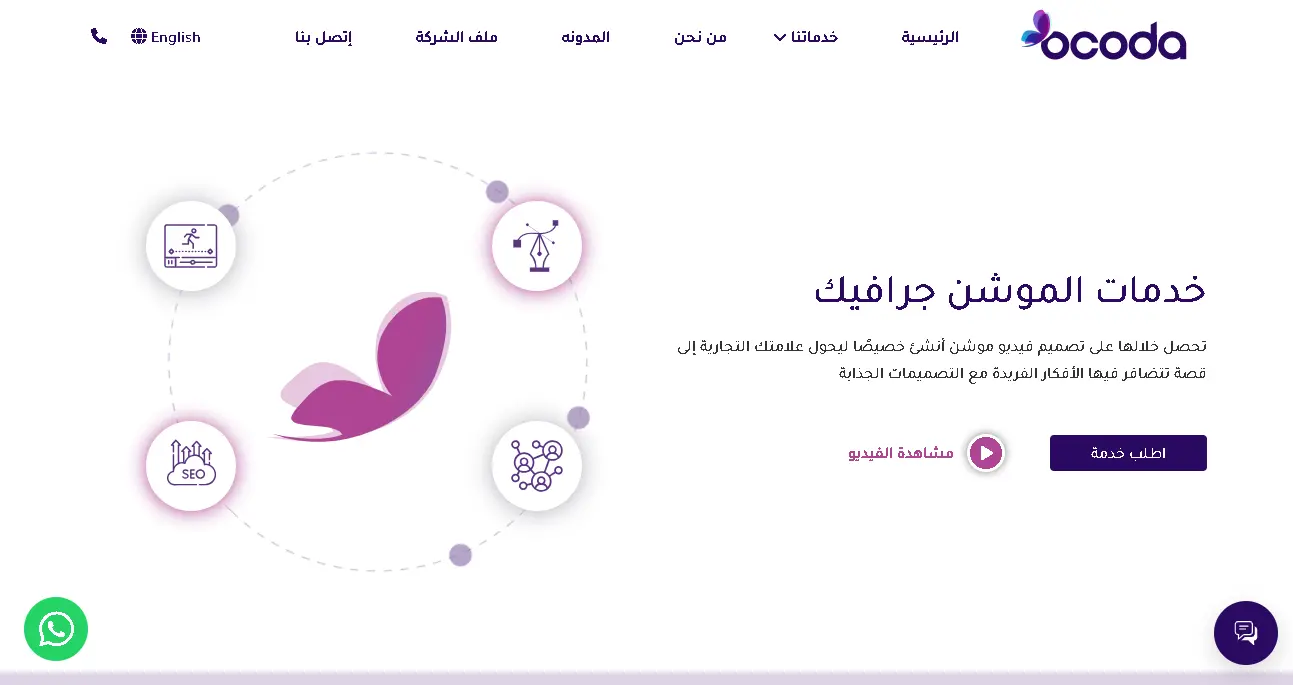 ocoda
الرئيسية
خدماتنا
من نحن
المدونه
ملف الشركة
إتصل بنا
English
خدمات الموشن جرافيك
تحصل خلالها على تصميم فيديو موشن أنشئ خصيصًا ليحول علامتك التجارية إلى
قصة تتضافر فيها الأفكار الفريدة مع التصميمات الجذابة
اطلب خدمة
مشاهدة الفيديو
SEO